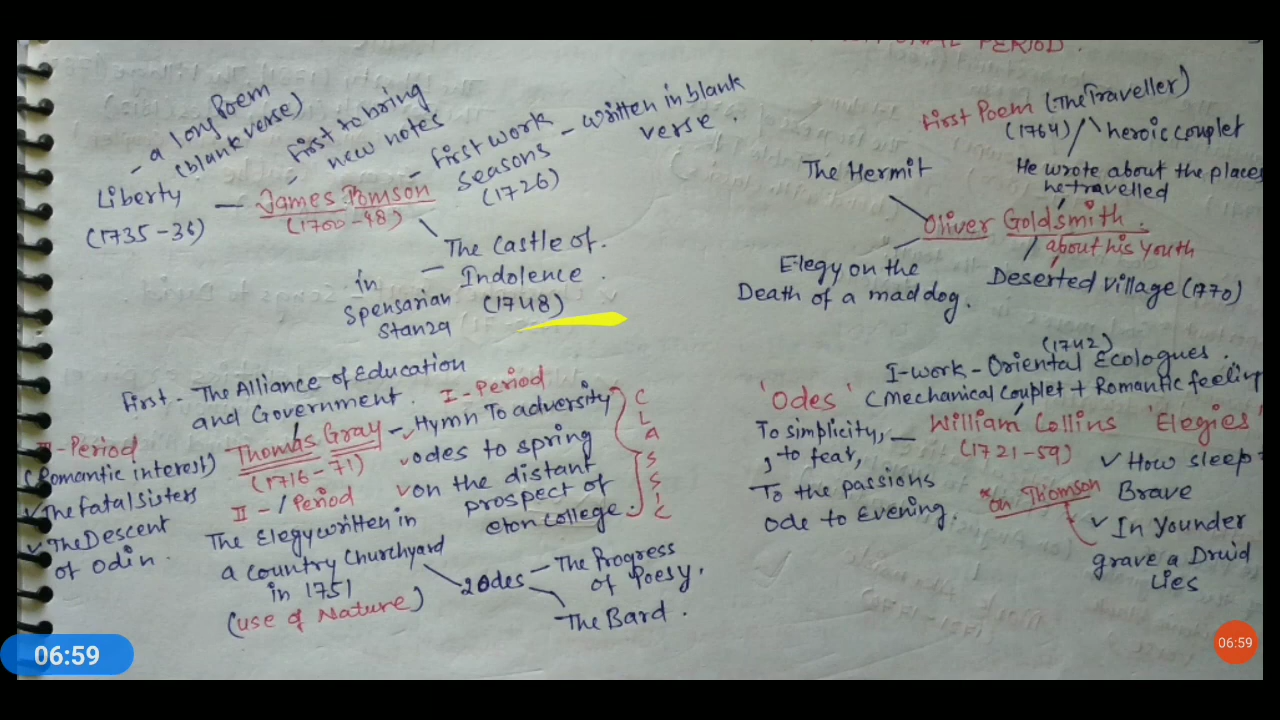 PERIOD.
- a long Poem
(blank verse)
Liberty
(1735-36)
First to bring
new notes
James Tomson
(1700-48)
First work
seasons
(1726)
- written in blank
verse.
The Castle of.
Indolence.
(1748)
in
Spensarian
Stanza
First Poem (The Traveller)
(1764)
heroic couplet
The Hermit
He wrote about the places
he travelled
Oliver Goldsmith.
about his youth
Elegy on the
Death of a mad dog.
Deserted Village (1770)
First - The Alliance of Education
and Government.
Thomas Gray
(1716-71)
I-Period
Hymn To adversity
odes to spring
on the distant
prospect of
eton college.
CLASSIC
III-Period
(Romantic interest)
The fatal sisters
The Descent
of odin.
II-Period
The Elegy written in
a country Churchyard
in 1751
(use of Nature)
2 Odes
The Progress
of Poesy.
The Bard.
(1742)
I-work - Oriental Ecologues.
(Mechanical Couplet + Romantic feeling
William Collins
(1721-59)
'Odes'
To simplicity,
, to fear,
To the passions
Ode to Evening.
'Elegies'
How sleep
Brave
on Thomson
In Younder
grave a Druid
Lies
06:59
06:59